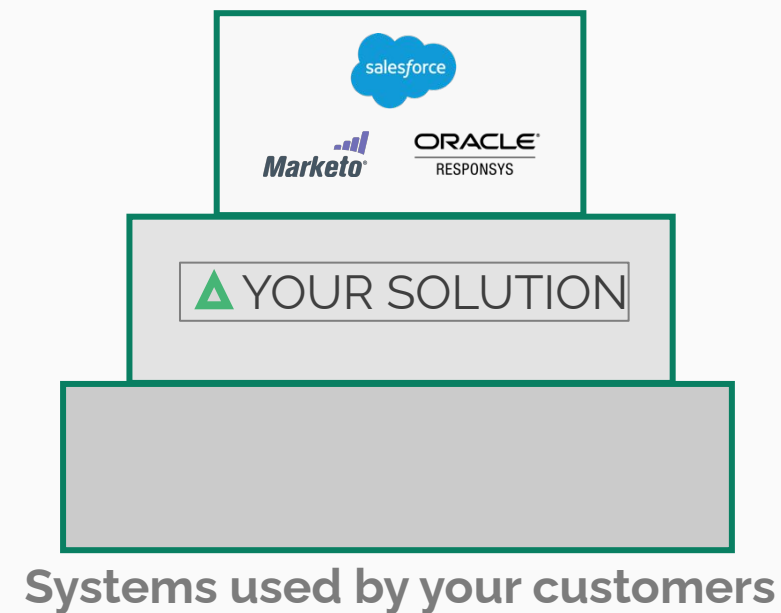 salesforce
Marketo
ORACLE
RESPONSYS
YOUR SOLUTION
Systems used by your customers